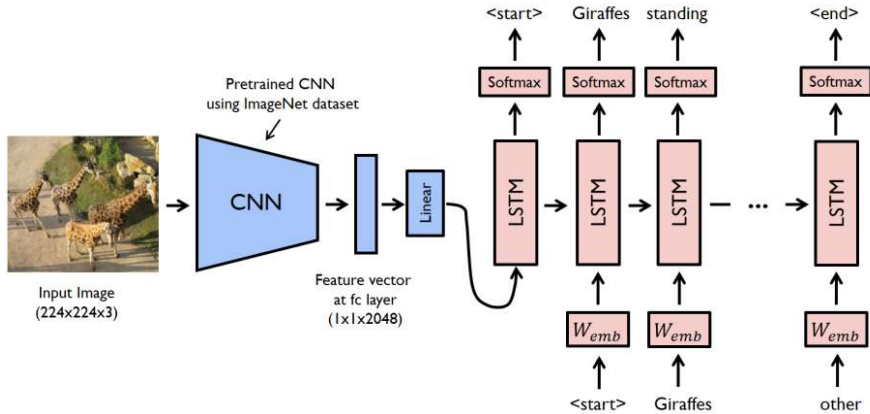 <start> Giraffes standing <end>
Softmax Softmax Softmax Softmax
Pretrained CNN
using ImageNet dataset
CNN
Linear
LSTM LSTM LSTM ... LSTM
Input Image
(224x224x3)
Feature vector
at fc layer
(1x1x2048)
W_emb W_emb W_emb
<start> Giraffes other